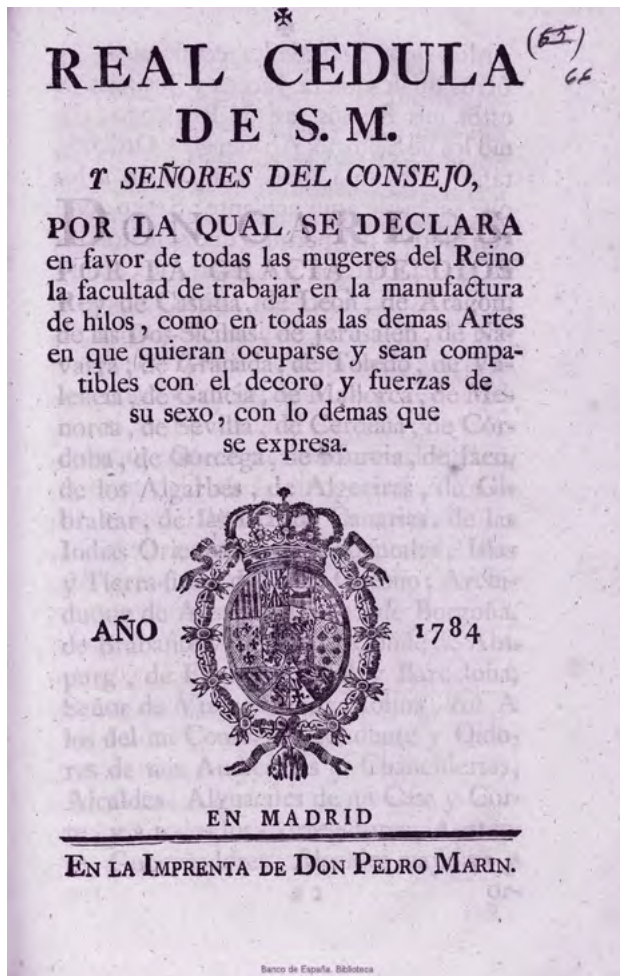 REAL CEDULA
(65)
66
DE S. M.
Y SEÑORES DEL CONSEJO,
POR LA QUAL SE DECLARA
en favor de todas las mugeres del Reino
la facultad de trabajar en la manufactura
de hilos, como en todas las demas Artes
en que quieran ocuparse y sean compa-
tibles con el decoro y fuerzas de
su sexo, con lo demas que
se expresa.
AÑO 1784
EN MADRID
EN LA IMPRENTA DE DON PEDRO MARIN.
Banco de España. Biblioteca